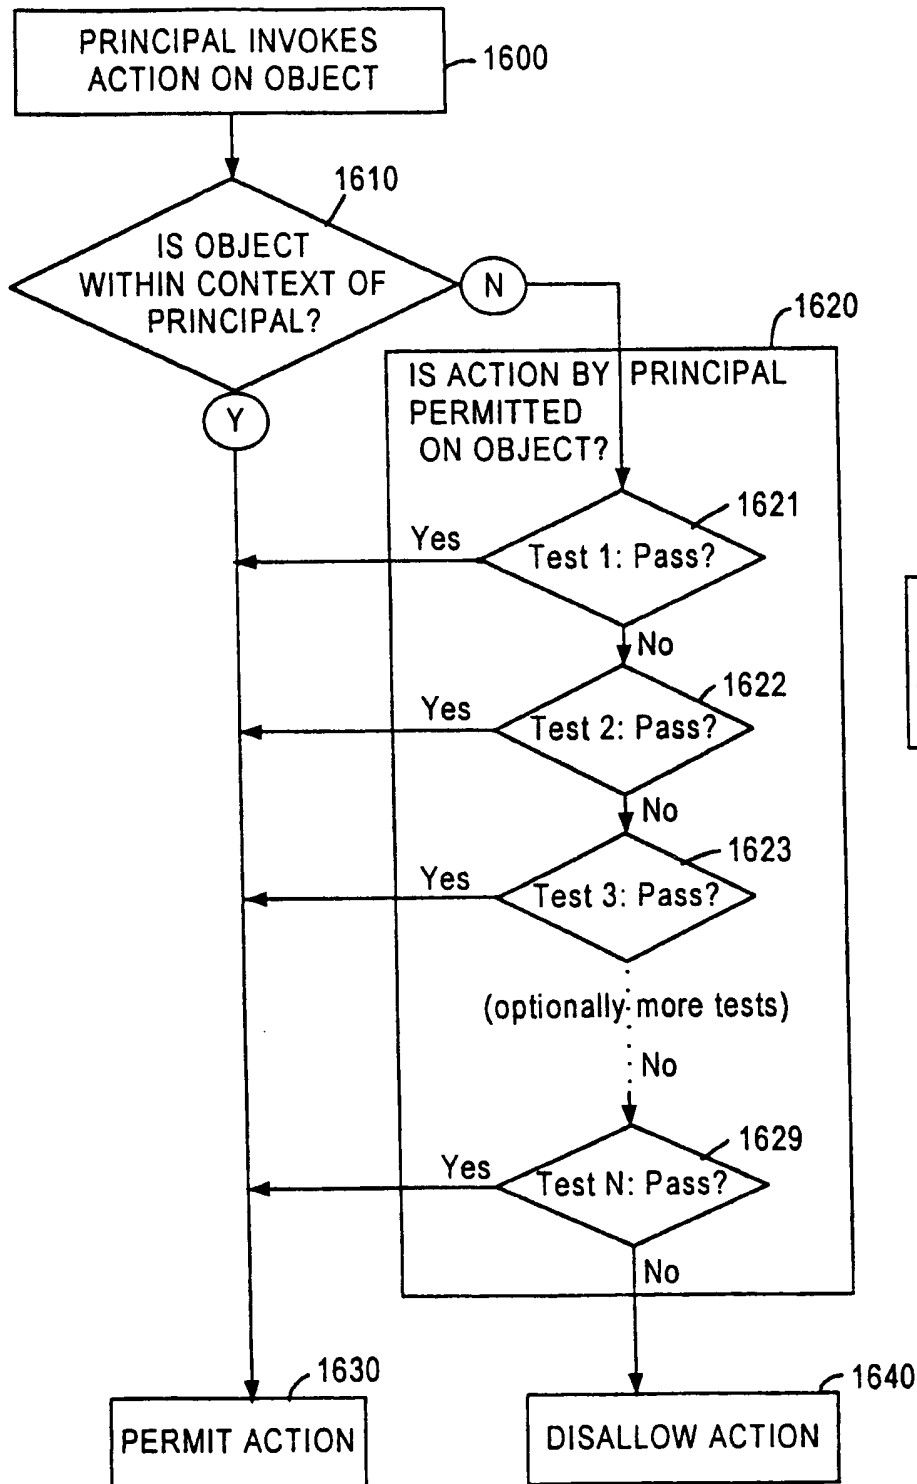 PRINCIPAL INVOKES
ACTION ON OBJECT
1600
1610
IS OBJECT
WITHIN CONTEXT OF
PRINCIPAL?
N
Y
1620
IS ACTION BY PRINCIPAL
PERMITTED
ON OBJECT?
1621
Yes
Test 1: Pass?
No
1622
Yes
Test 2: Pass?
No
1623
Yes
Test 3: Pass?
(optionally more tests)
No
1629
Yes
Test N: Pass?
No
1630
PERMIT ACTION
1640
DISALLOW ACTION